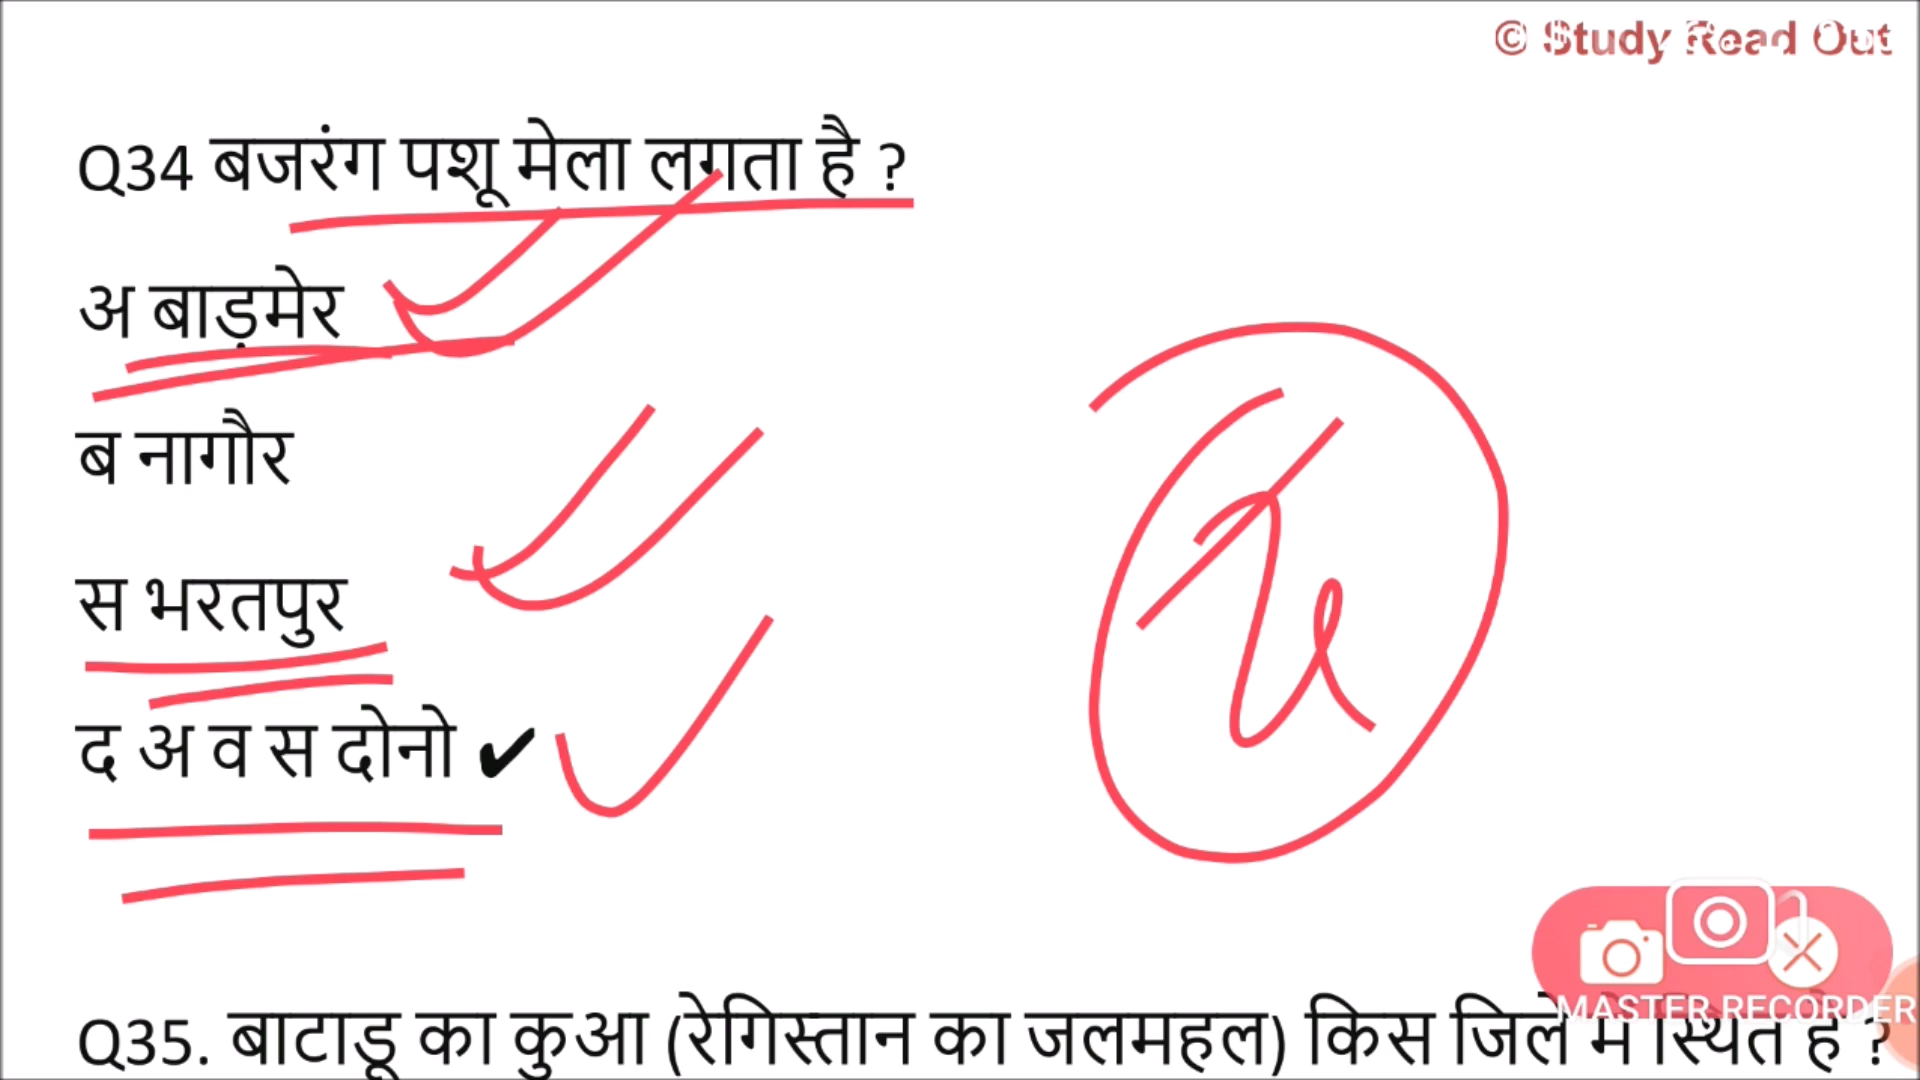 © Study Read Out
Q34 बजरंग पशू मेला लगता है ?
अ बाड़मेर
ब नागौर
स भरतपुर
द अ व स दोनो ✔
MASTER RECORDER
Q35. बाटाडू का कुआ (रेगिस्तान का जलमहल) किस जिले मे स्थित है ?